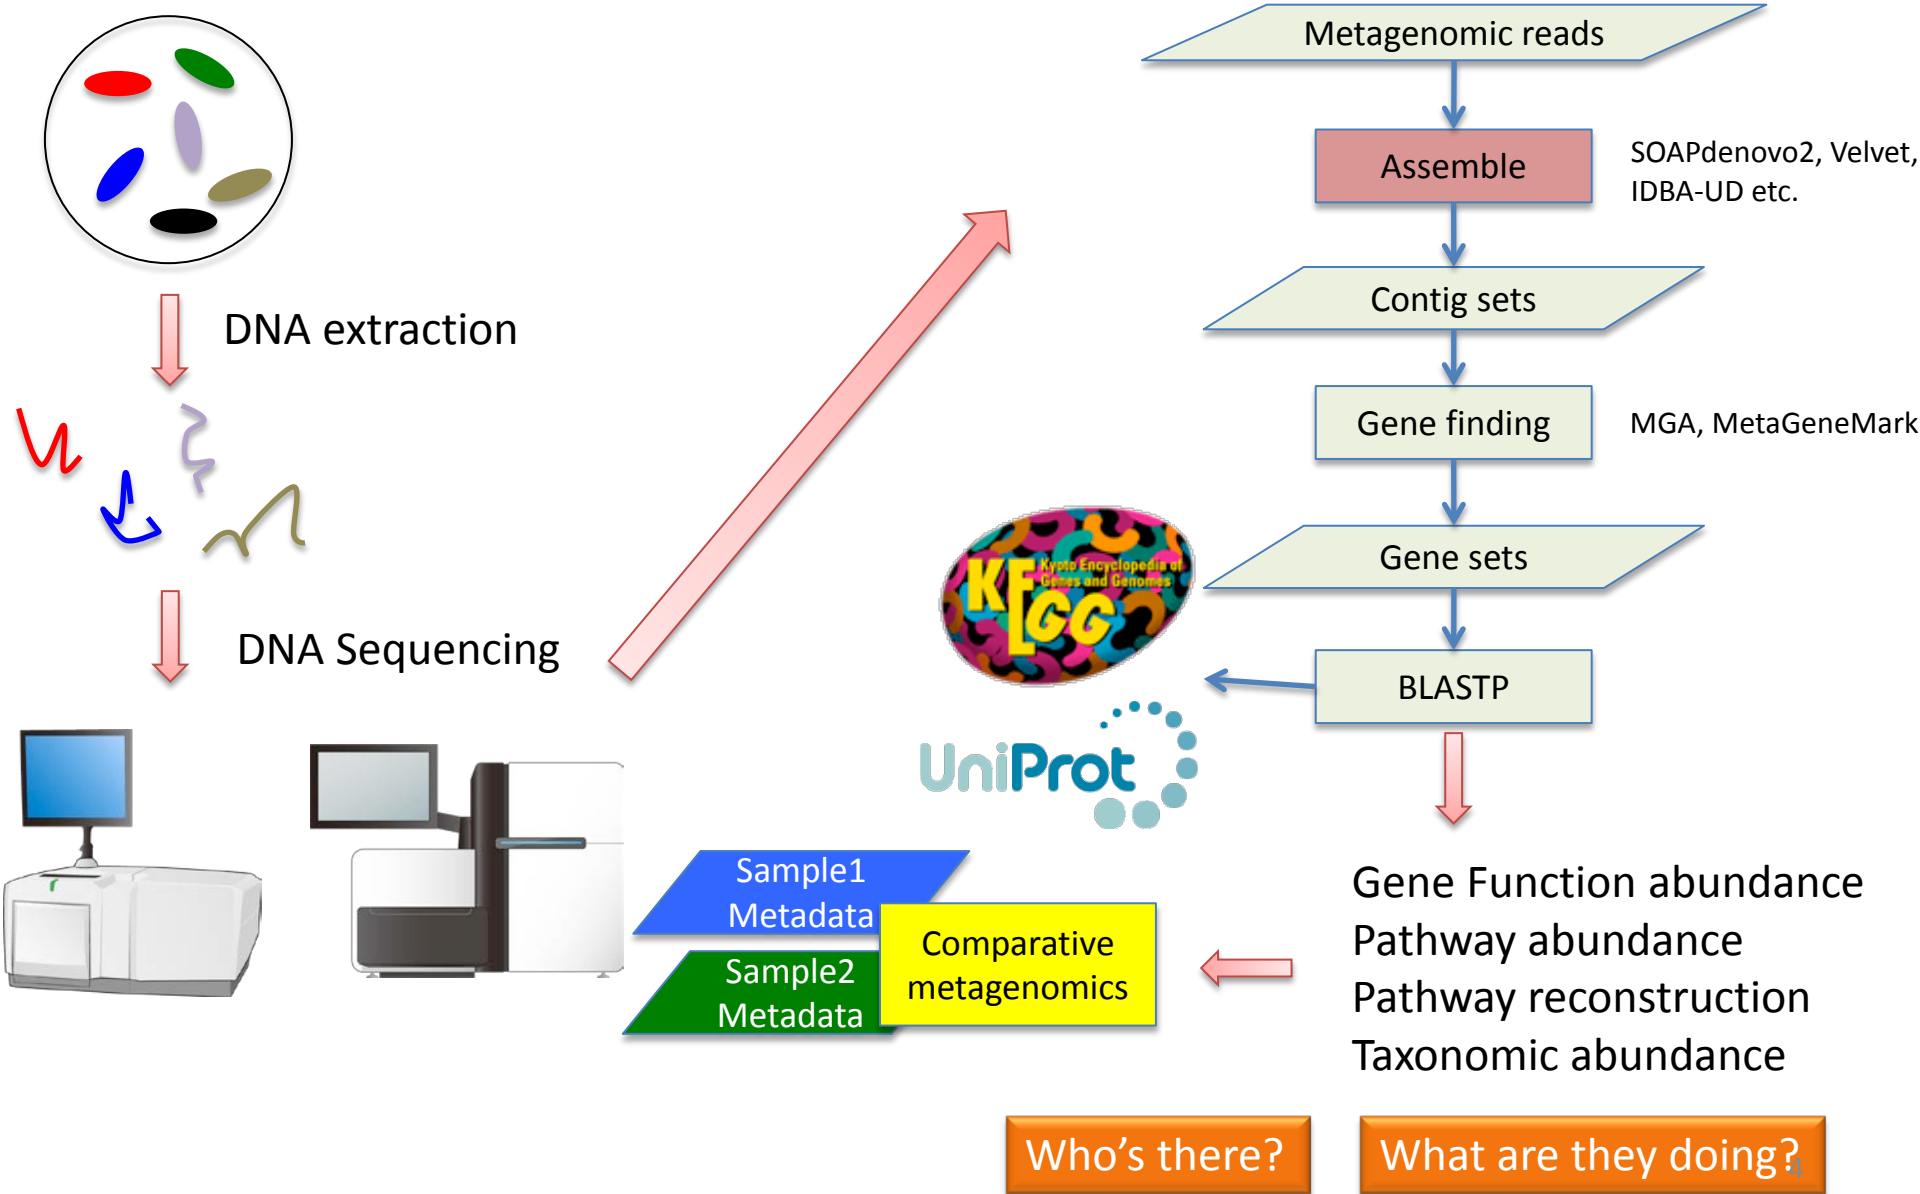 DNA extraction
DNA Sequencing
Metagenomic reads
Assemble
SOAPdenovo2, Velvet,
IDBA-UD etc.
Contig sets
Gene finding
MGA, MetaGeneMark
Gene sets
KEGG
Kyoto Encyclopedia of
Genes and Genomes
BLASTP
UniProt
Gene Function abundance
Pathway abundance
Pathway reconstruction
Taxonomic abundance
Sample1
Metadata
Sample2
Metadata
Comparative
metagenomics
Who’s there?
What are they doing?
4